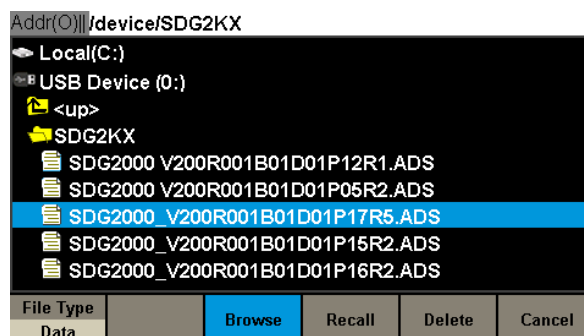 Addr(O)||/device/SDG2KX
Local(C:)
USB Device (0:)
<up>
SDG2KX
SDG2000 V200R001B01D01P12R1.ADS
SDG2000 V200R001B01D01P05R2.ADS
SDG2000_V200R001B01D01P17R5.ADS
SDG2000_V200R001B01D01P15R2.ADS
SDG2000_V200R001B01D01P16R2.ADS
File Type Browse Recall Delete Cancel
Data